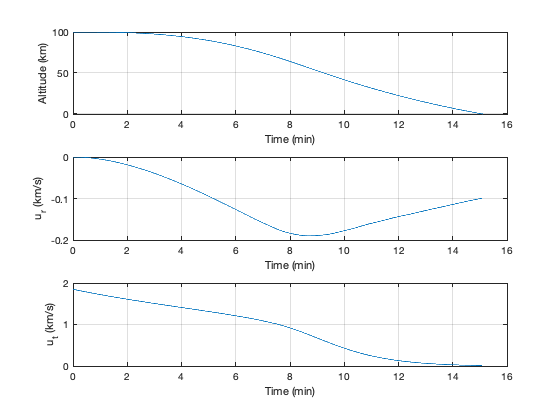 100
50
0
Altitude (km)
0 2 4 6 8 10 12 14 16
Time (min)
0
-0.1
-0.2
u_r (km/s)
0 2 4 6 8 10 12 14 16
Time (min)
2
1
0
u_t (km/s)
0 2 4 6 8 10 12 14 16
Time (min)